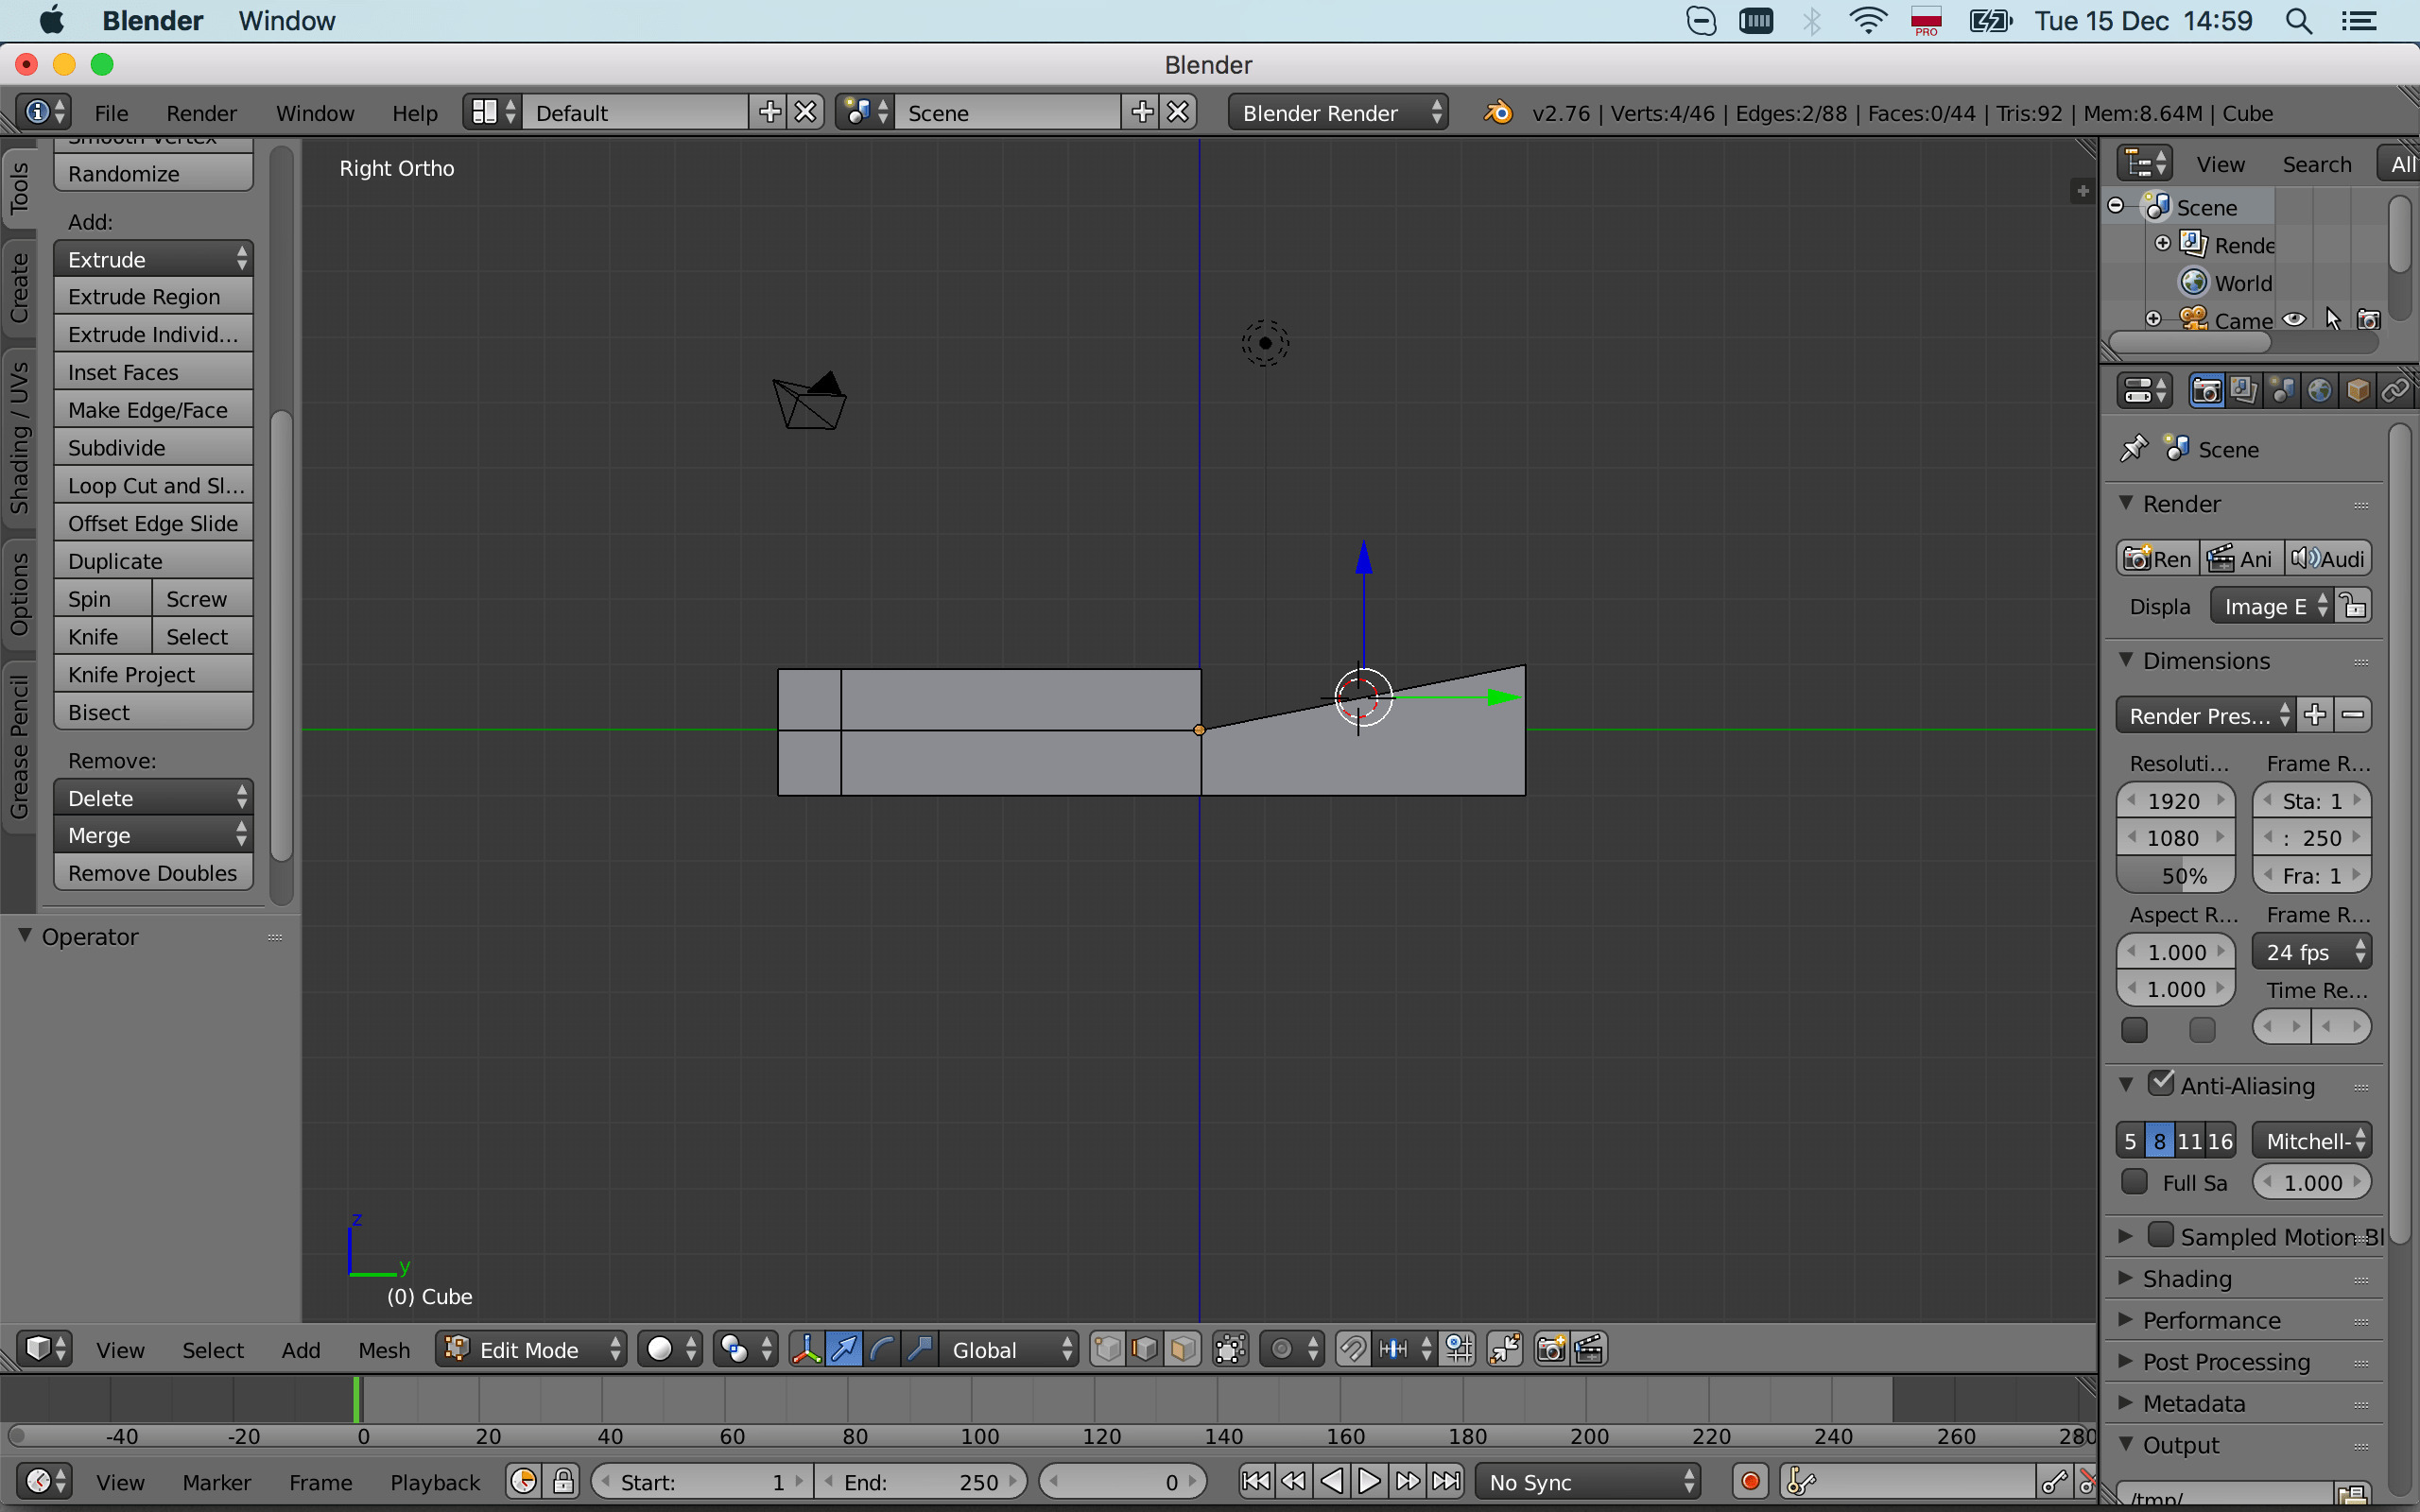 Blender Window PRO Tue 15 Dec 14:59
Blender
File Render Window Help Default Scene Blender Render v2.76 | Verts:4/46 | Edges:2/88 | Faces:0/44 | Tris:92 | Mem:8.64M | Cube
Smooth Vertex
Randomize
Add:
Extrude
Extrude Region
Extrude Individ...
Inset Faces
Make Edge/Face
Subdivide
Loop Cut and Sl...
Offset Edge Slide
Duplicate
Spin Screw
Knife Select
Knife Project
Bisect
Remove:
Delete
Merge
Remove Doubles
Operator
Tools
Create
Shading / UVs
Options
Grease Pencil
Right Ortho
z
y
(0) Cube
View Search All
Scene
Rende
World
Came
Scene
Render
Ren Ani Audi
Displa Image E
Dimensions
Render Pres...
Resoluti... Frame R...
1920 Sta: 1
1080 : 250
50% Fra: 1
Aspect R... Frame R...
1.000 24 fps
1.000 Time Re...
Anti-Aliasing
5 8 11 16 Mitchell-
Full Sa 1.000
Sampled Motion Bl
Shading
Performance
Post Processing
Metadata
Output
/tmp/
View Select Add Mesh Edit Mode Global
-40 -20 0 20 40 60 80 100 120 140 160 180 200 220 240 260 280
View Marker Frame Playback Start: 1 End: 250 0 No Sync